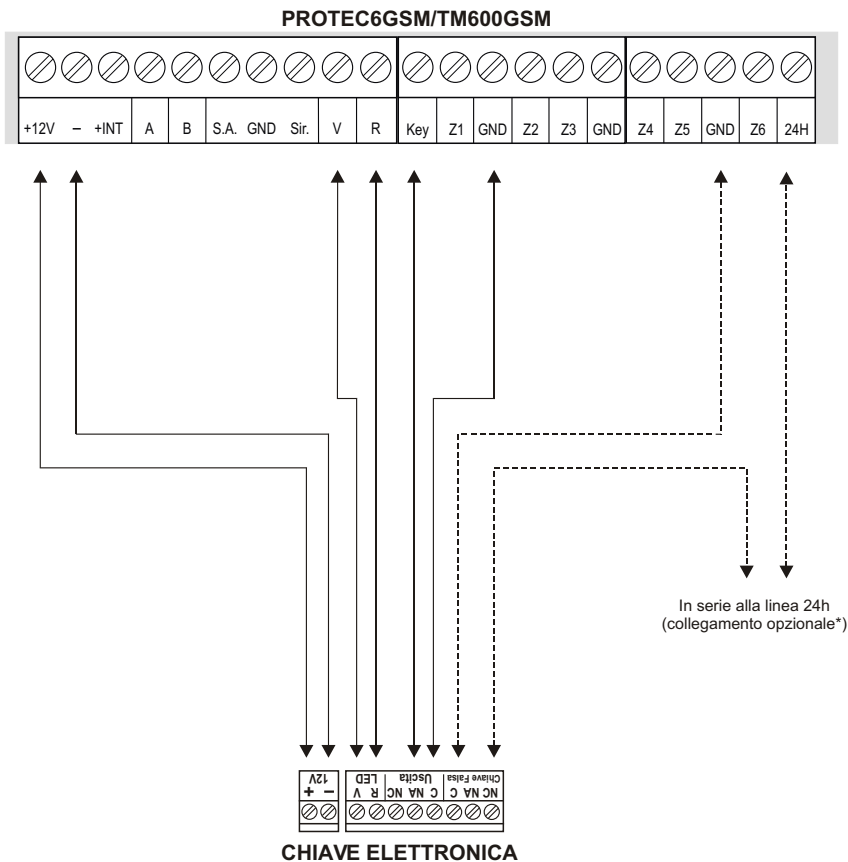 PROTEC6GSM/TM600GSM
+12V – +INT A B S.A. GND Sir. V R Key Z1 GND Z2 Z3 GND Z4 Z5 GND Z6 24H
In serie alla linea 24h
(collegamento opzionale*)
12V LED Uscita Chiave Falsa
+ – V R NC NA C C NA NC
CHIAVE ELETTRONICA